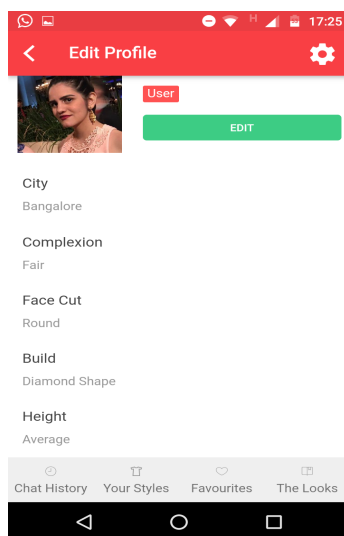 H 17:25
Edit Profile
User
EDIT
City
Bangalore
Complexion
Fair
Face Cut
Round
Build
Diamond Shape
Height
Average
Chat History Your Styles Favourites The Looks